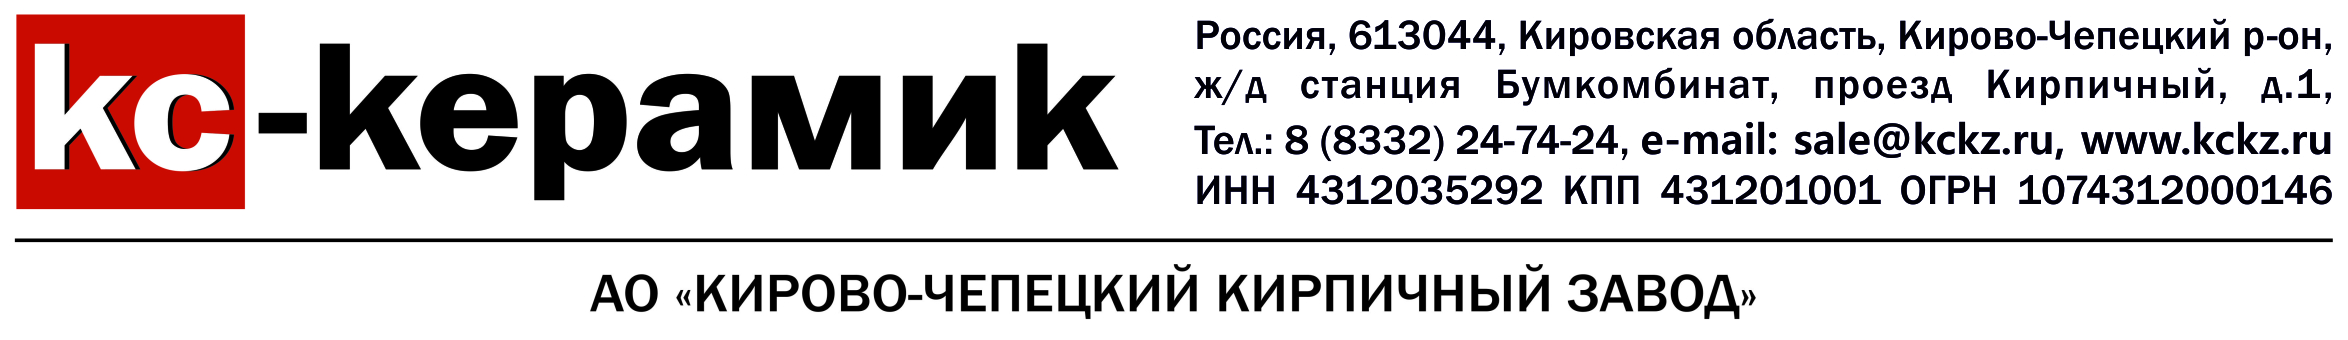 кс-керамик
Россия, 613044, Кировская область, Кирово-Чепецкий р-он,
ж/д станция Бумкомбинат, проезд Кирпичный, д.1,
Тел.: 8 (8332) 24-74-24, e-mail: sale@kckz.ru, www.kckz.ru
ИНН 4312035292 КПП 431201001 ОГРН 1074312000146
АО «КИРОВО-ЧЕПЕЦКИЙ КИРПИЧНЫЙ ЗАВОД»